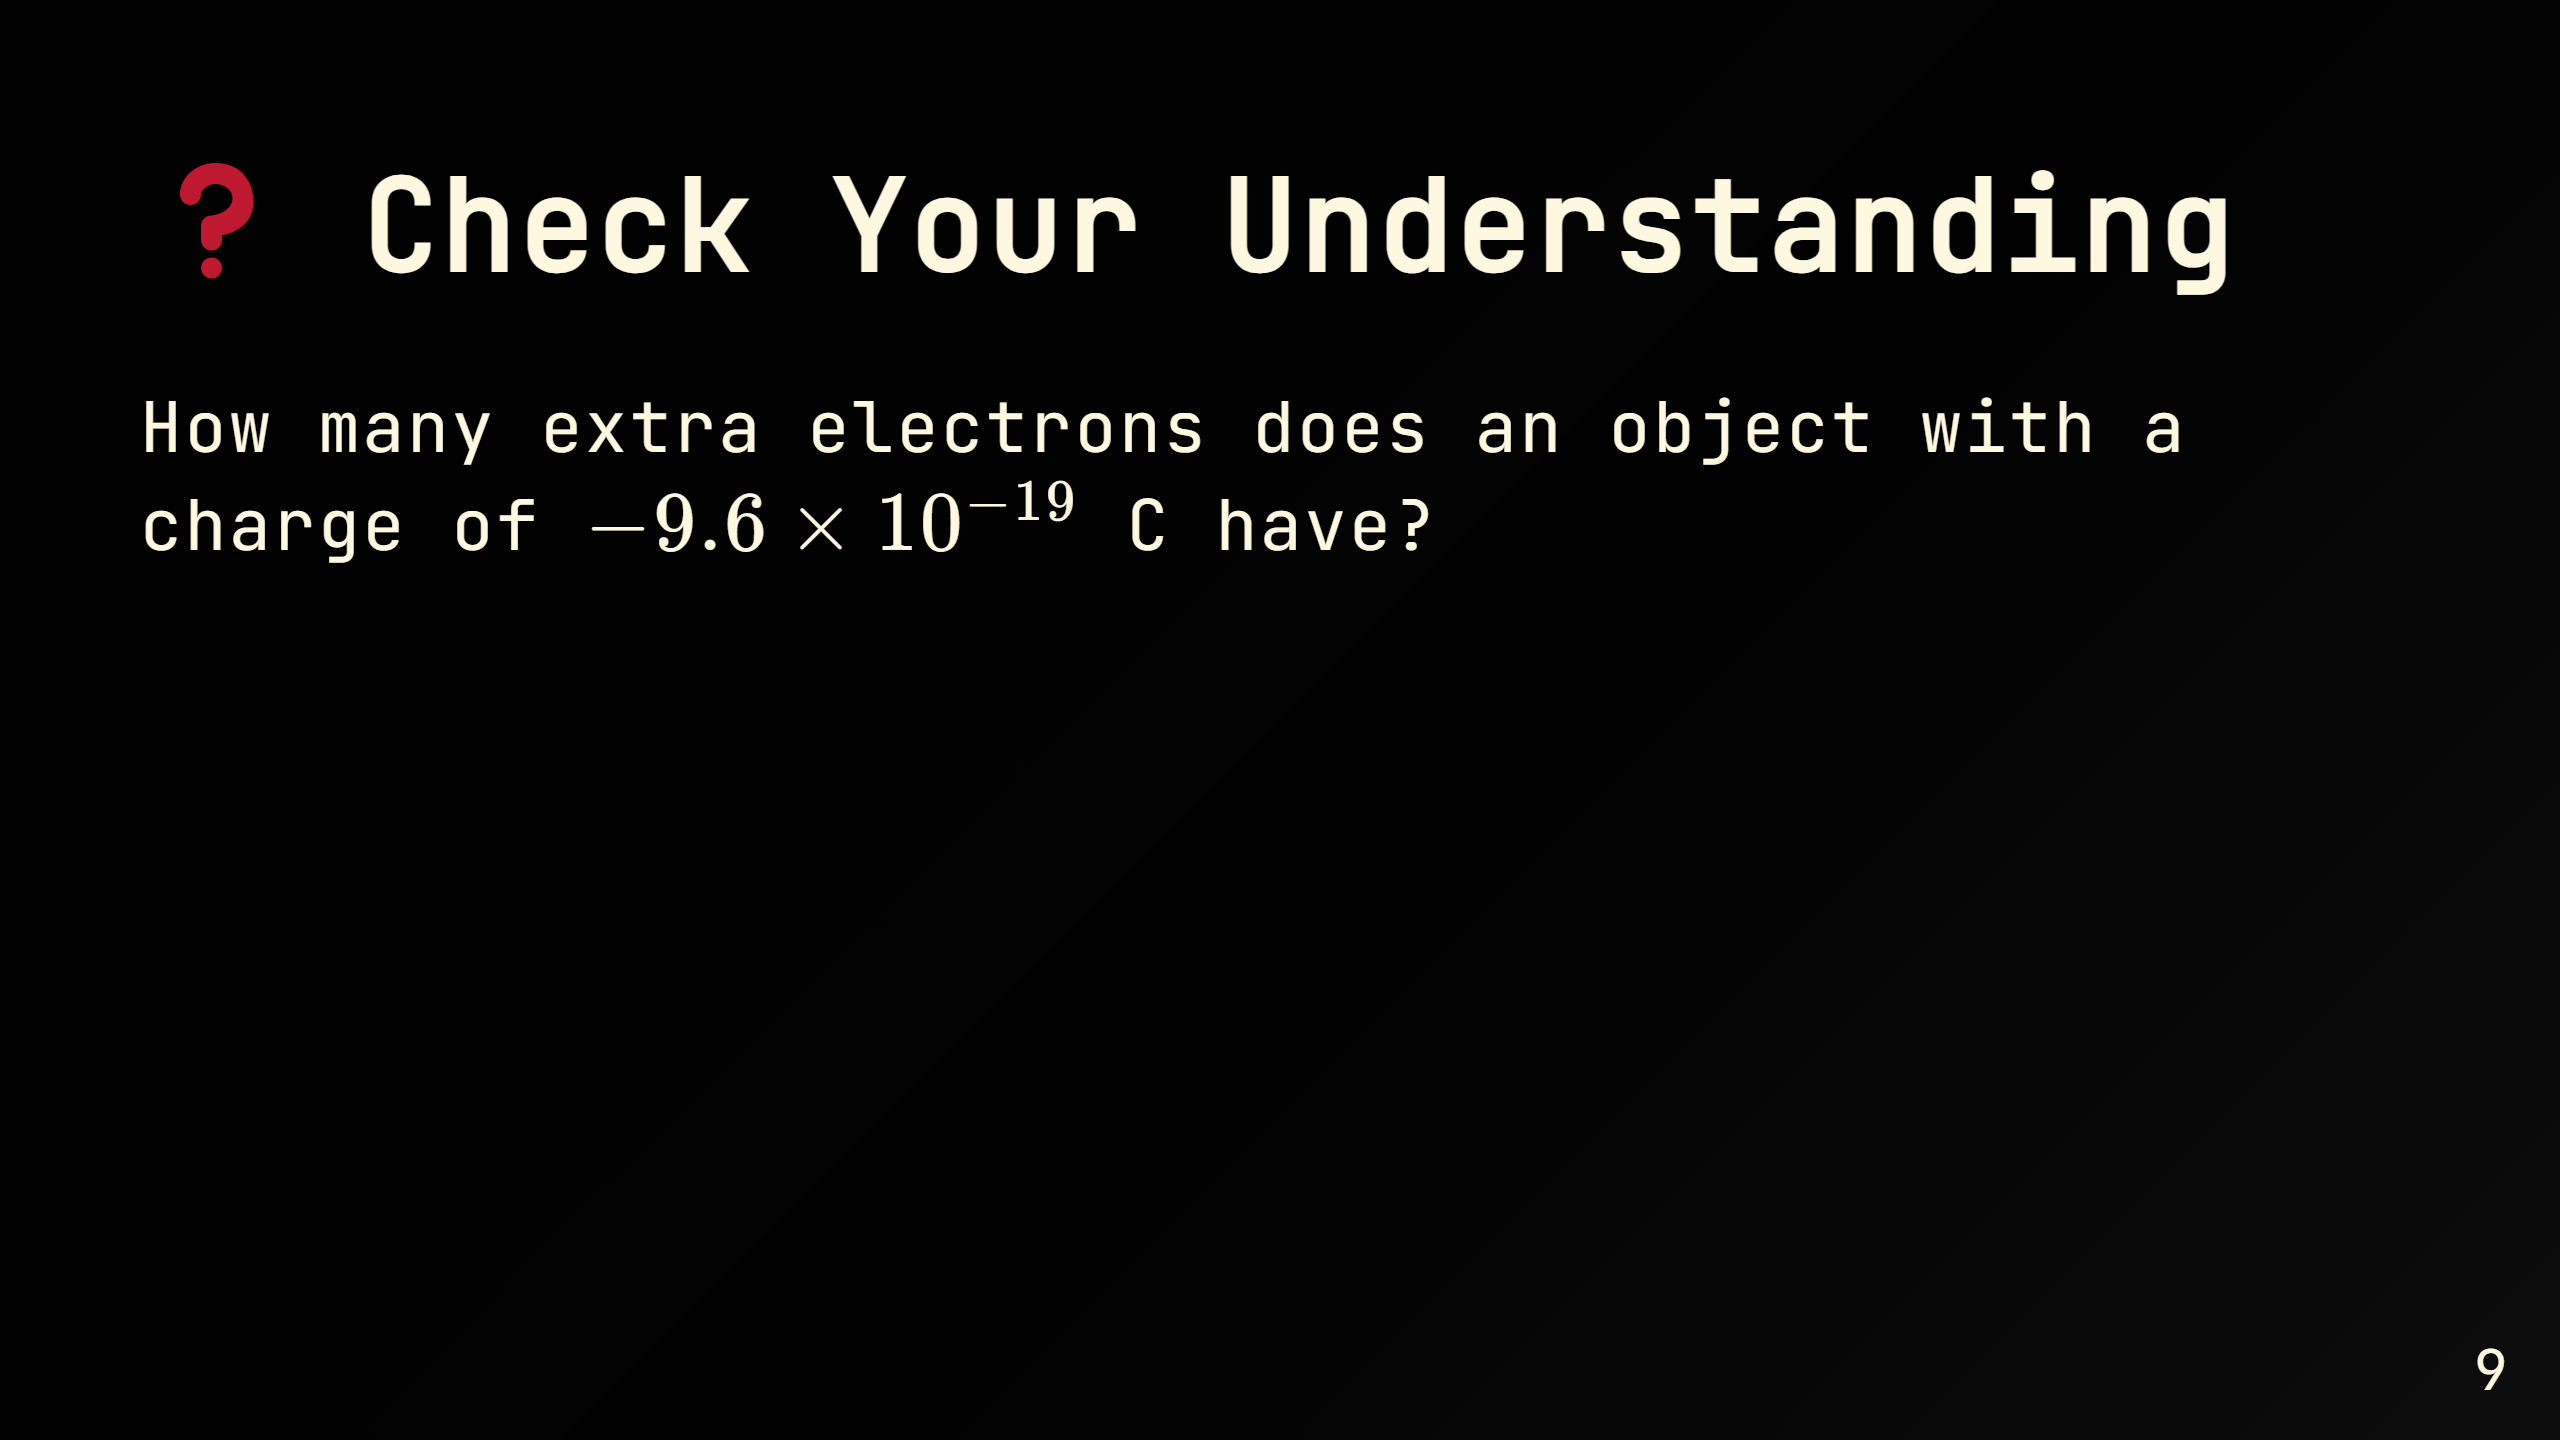 ? Check Your Understanding
How many extra electrons does an object with a
charge of −9.6 × 10⁻¹⁹ C have?
9